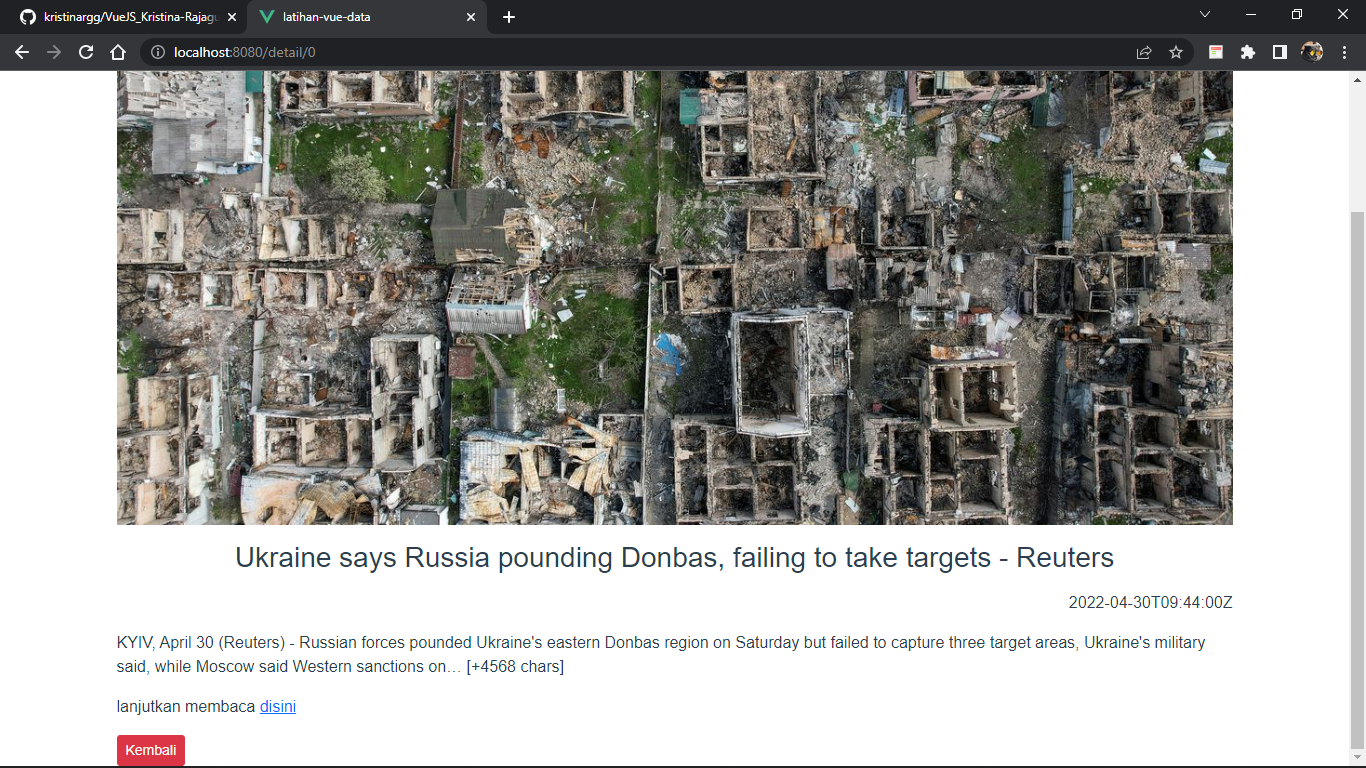 kristinargg/VueJS_Kristina-Rajagu
latihan-vue-data
localhost:8080/detail/0
Ukraine says Russia pounding Donbas, failing to take targets - Reuters
2022-04-30T09:44:00Z
KYIV, April 30 (Reuters) - Russian forces pounded Ukraine's eastern Donbas region on Saturday but failed to capture three target areas, Ukraine's military
said, while Moscow said Western sanctions on… [+4568 chars]
lanjutkan membaca disini
Kembali